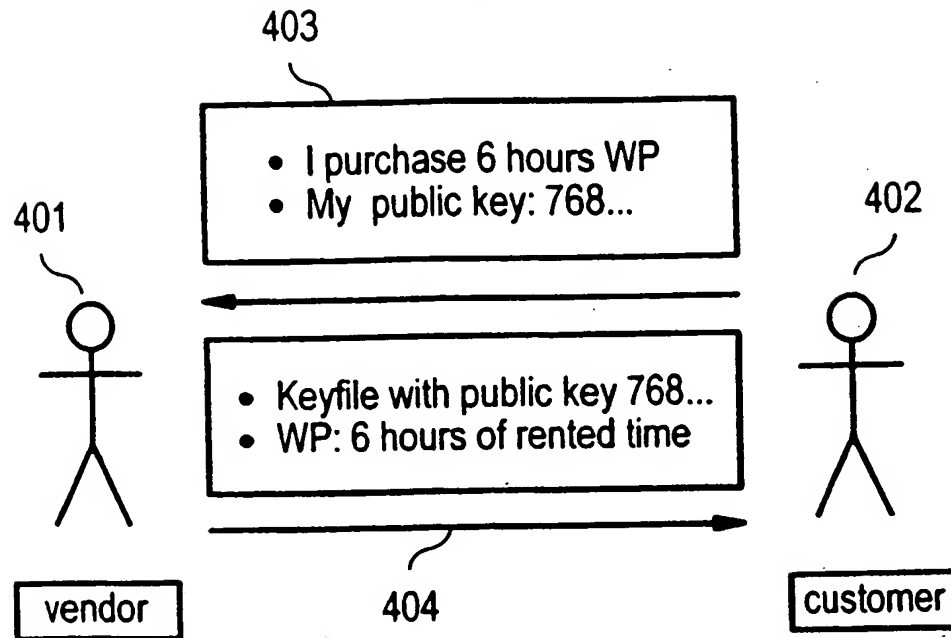 403
• I purchase 6 hours WP
• My public key: 768...
401
402
• Keyfile with public key 768...
• WP: 6 hours of rented time
404
vendor
customer